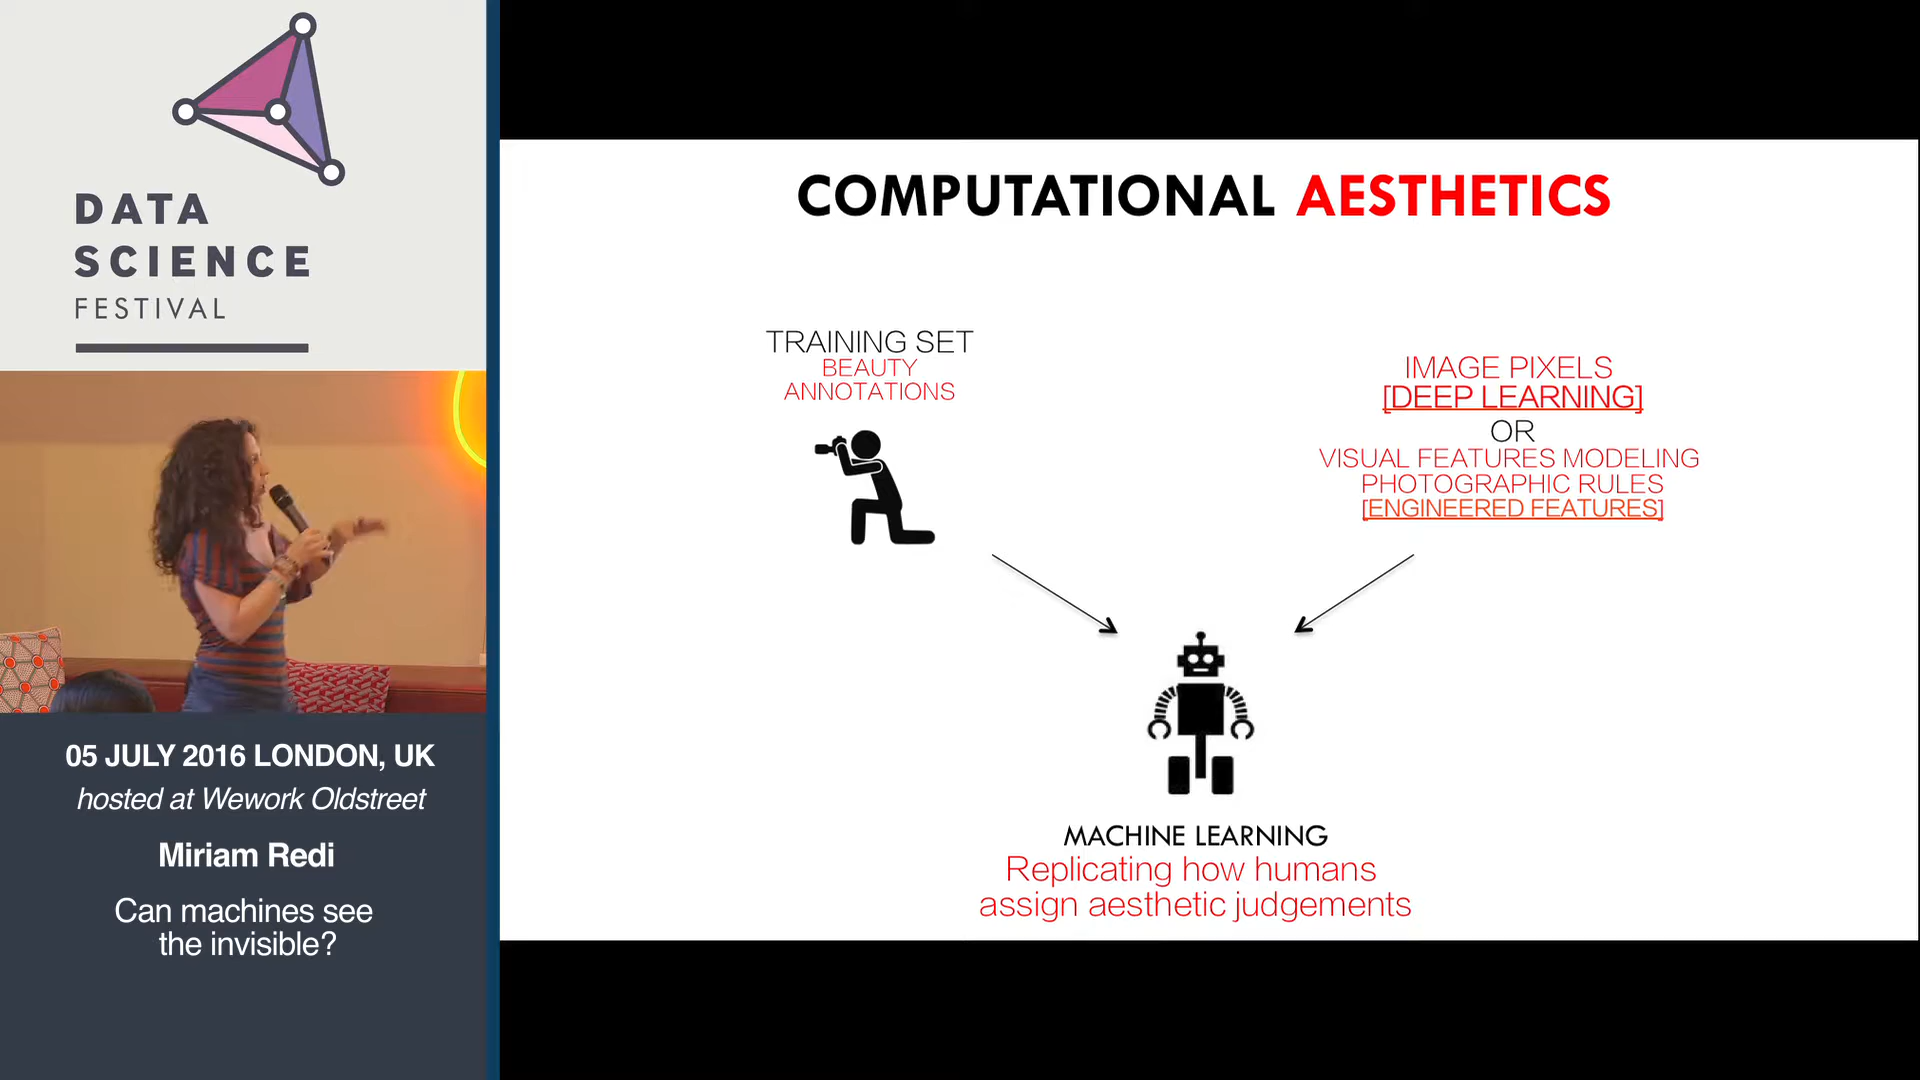 DATA
SCIENCE
FESTIVAL
05 JULY 2016 LONDON, UK
hosted at Wework Oldstreet
Miriam Redi
Can machines see
the invisible?
COMPUTATIONAL AESTHETICS
TRAINING SET
BEAUTY
ANNOTATIONS
IMAGE PIXELS
[DEEP LEARNING]
OR
VISUAL FEATURES MODELING
PHOTOGRAPHIC RULES
[ENGINEERED FEATURES]
MACHINE LEARNING
Replicating how humans
assign aesthetic judgements